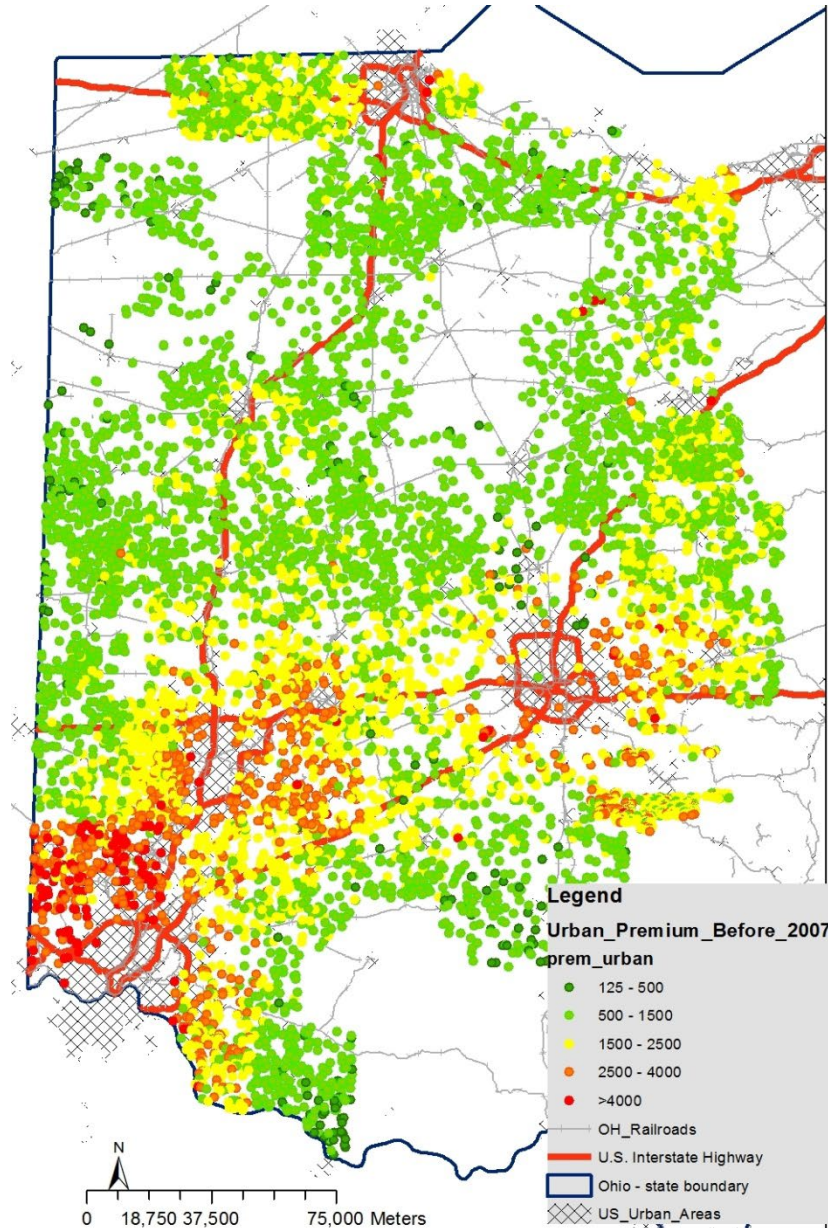 Legend
Urban_Premium_Before_2007
prem_urban
125 - 500
500 - 1500
1500 - 2500
2500 - 4000
>4000
OH_Railroads
U.S. Interstate Highway
Ohio - state boundary
US_Urban_Areas
N
0 18,750 37,500 75,000 Meters